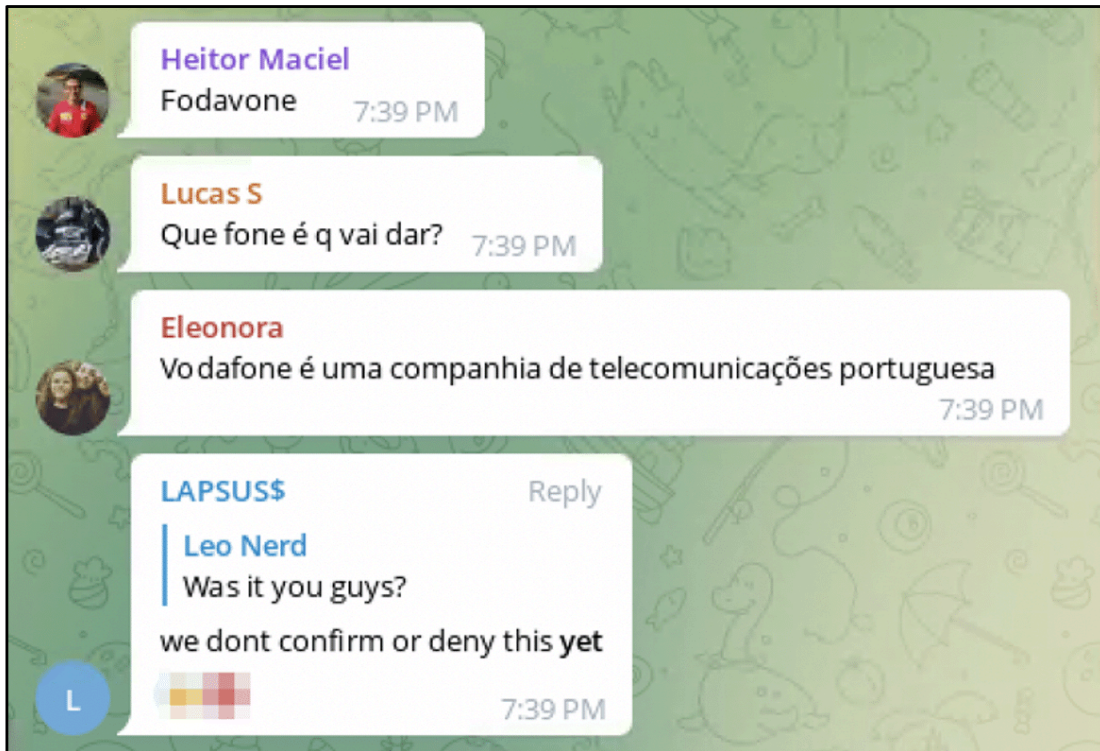 Heitor Maciel
Fodavone 7:39 PM
Lucas S
Que fone é q vai dar? 7:39 PM
Eleonora
Vodafone é uma companhia de telecomunicações portuguesa
7:39 PM
LAPSUS$ Reply
Leo Nerd
Was it you guys?
we dont confirm or deny this yet
L 7:39 PM